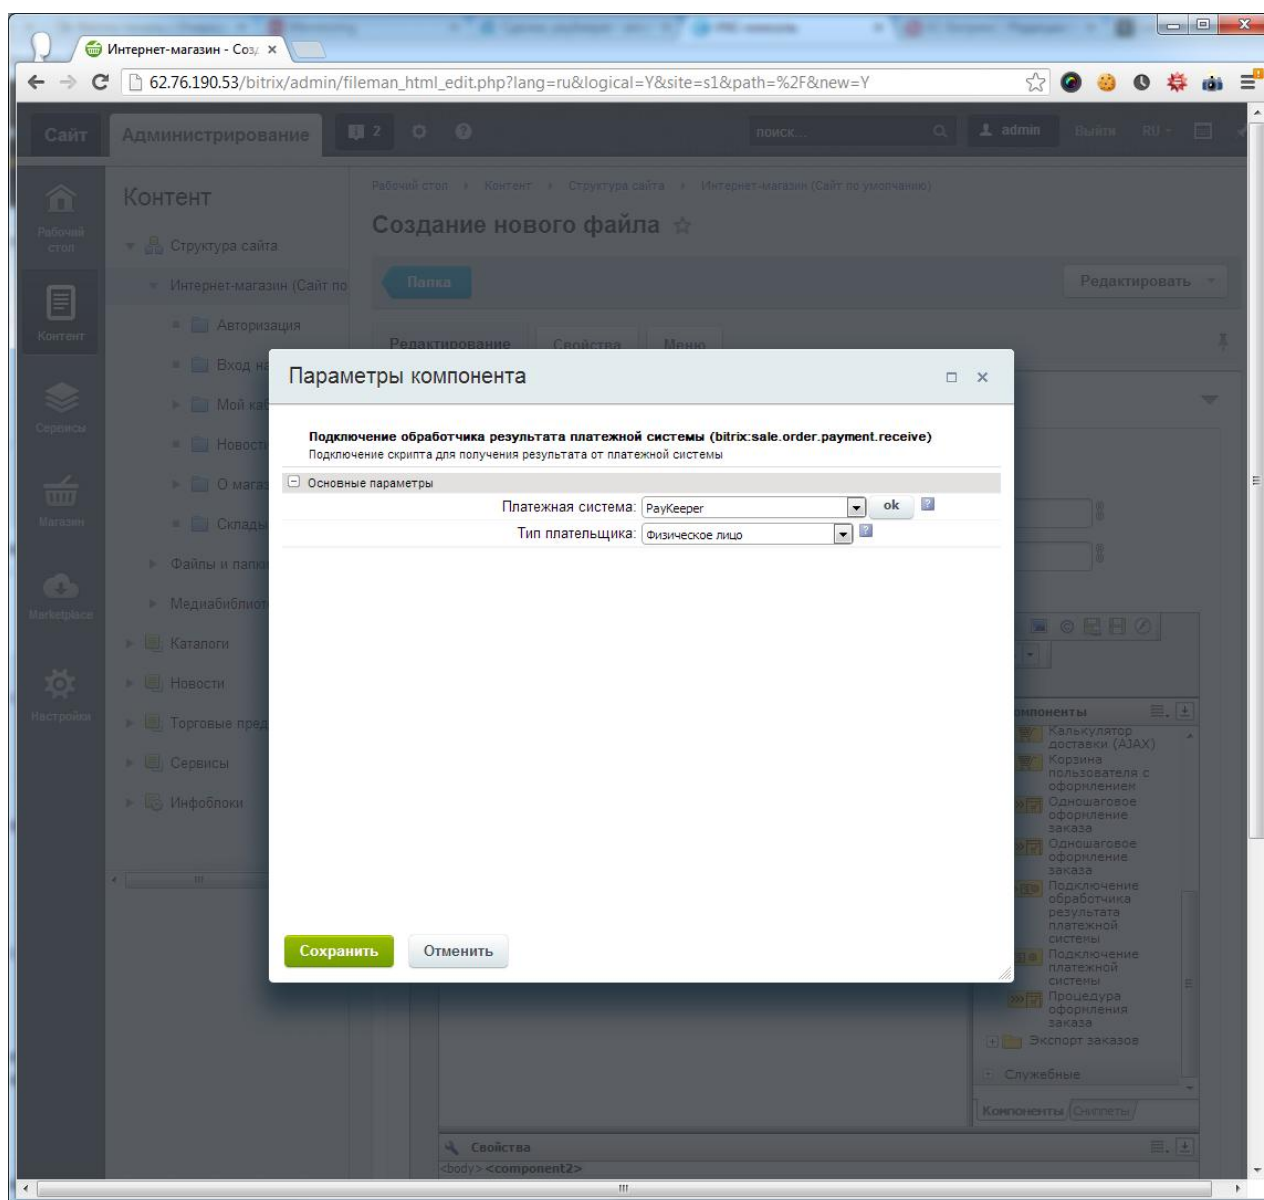 Интернет-магазин - Соз
62.76.190.53/bitrix/admin/fileman_html_edit.php?lang=ru&logical=Y&site=s1&path=%2F&new=Y
Сайт
Администрирование
2
поиск...
admin
Выйти
RU
Рабочий стол
Контент
Сервисы
Магазин
Marketplace
Настройки
Контент
Структура сайта
Интернет-магазин (Сайт по
Авторизация
Вход на
Мой каб
Новости
О мага
Склады
Файлы и папки
Медиабиблиот
Каталоги
Новости
Торговые пред
Сервисы
Инфоблоки
Рабочий стол
Контент
Структура сайта
Интернет-магазин (Сайт по умолчанию)
Создание нового файла
Папка
Редактировать
Редактирование
Свойства
Меню
Параметры компонента
Подключение обработчика результата платежной системы (bitrix:sale.order.payment.receive)
Подключение скрипта для получения результата от платежной системы
Основные параметры
Платежная система: PayKeeper ok
Тип плательщика: Физическое лицо
Сохранить
Отменить
мпоненты
Калькулятор
доставки (AJAX)
Корзина
пользователя с
оформлением
Одношаговое
оформление
заказа
Одношаговое
оформление
заказа
Подключение
обработчика
результата
платежной
системы
Подключение
платежной
системы
Процедура
оформления
заказа
Экспорт заказов
Служебные
Компоненты
Сниппеты
Свойства
<body> <component2>